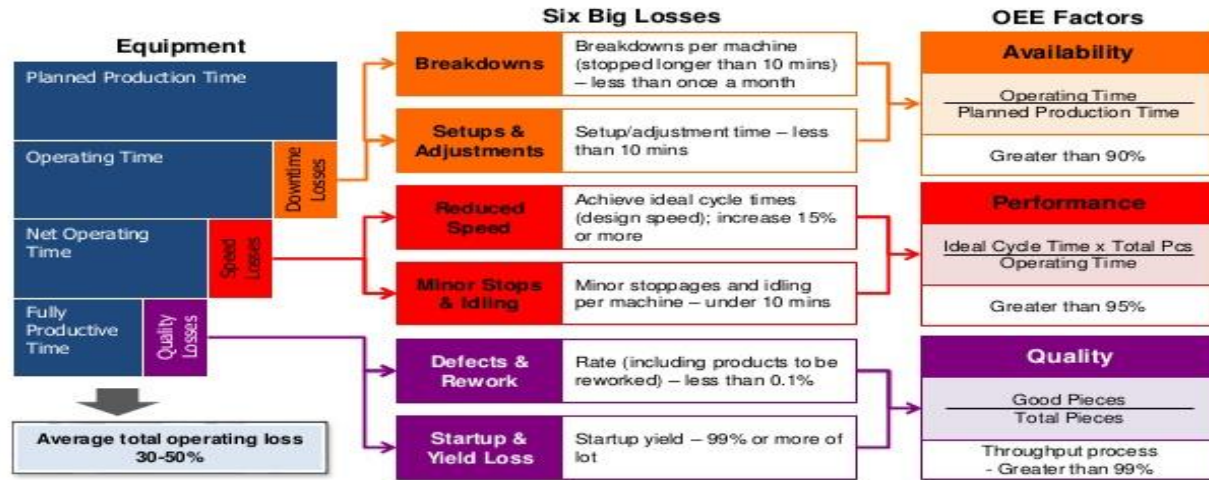 Six Big Losses
OEE Factors
Equipment
Planned Production Time
Operating Time
Downtime
Losses
Net Operating
Time
Speed
Losses
Fully
Productive
Time
Quality
Losses
Average total operating loss
30-50%
Breakdowns
Breakdowns per machine
(stopped longer than 10 mins)
– less than once a month
Setups &
Adjustments
Setup/adjustment time – less
than 10 mins
Reduced
Speed
Achieve ideal cycle times
(design speed); increase 15%
or more
Minor Stops
& Idling
Minor stoppages and idling
per machine – under 10 mins
Defects &
Rework
Rate (including products to be
reworked) – less than 0.1%
Startup &
Yield Loss
Startup yield – 99% or more of
lot
Availability
Operating Time
Planned Production Time
Greater than 90%
Performance
Ideal Cycle Time x Total Pcs
Operating Time
Greater than 95%
Quality
Good Pieces
Total Pieces
Throughput process
- Greater than 99%